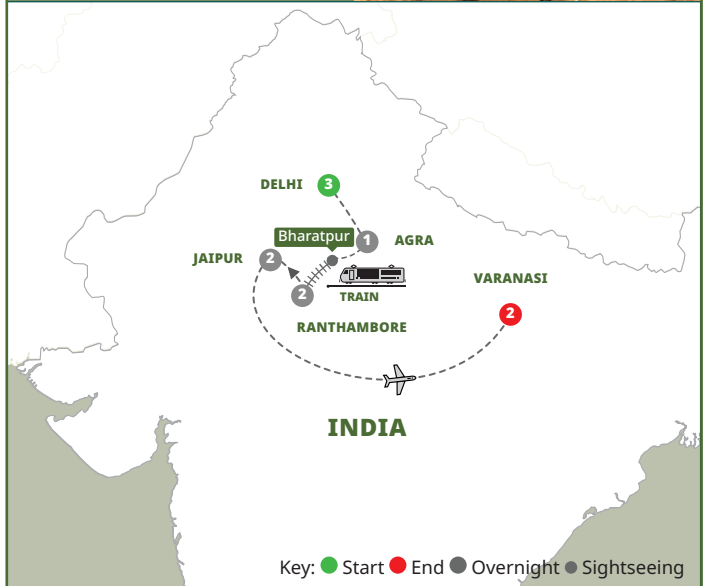 DELHI
3
Bharatpur
1
AGRA
JAIPUR
2
VARANASI
2
TRAIN
2
RANTHAMBORE
INDIA
Key: Start End Overnight Sightseeing